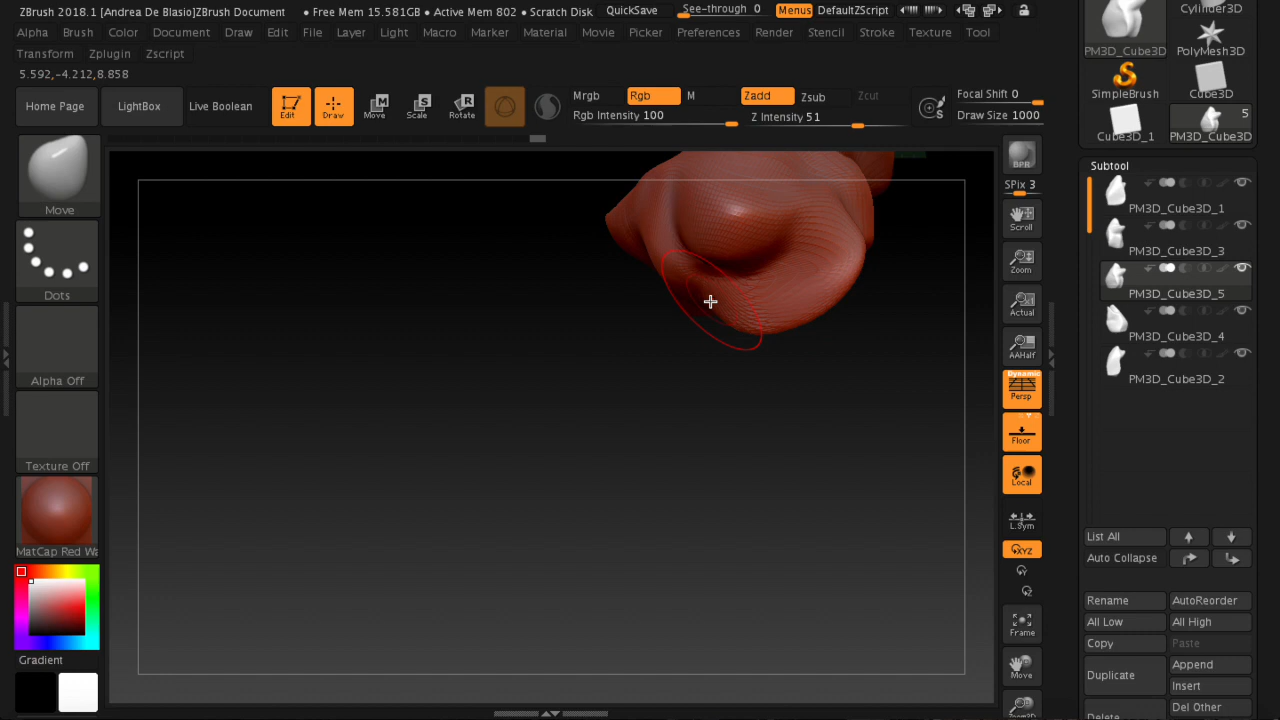 ZBrush 2018.1 [Andrea De Blasio]ZBrush Document • Free Mem 15.581GB • Active Mem 802 • Scratch Disk QuickSave See-through 0 Menus DefaultZScript
Alpha Brush Color Document Draw Edit File Layer Light Macro Marker Material Movie Picker Preferences Render Stencil Stroke Texture Tool
Transform Zplugin Zscript
5.592,-4.212,8.858
Home Page LightBox Live Boolean Edit Draw Move Scale Rotate
Mrgb Rgb M Zadd Zsub Zcut Focal Shift 0
Rgb Intensity 100 Z Intensity 51 Draw Size 1000
S
Move
Dots
Alpha Off
Texture Off
MatCap Red Wa
Gradient
BPR
SPix 3
Scroll
Zoom
Actual
AAHalf
Dynamic
Persp
Floor
Local
L.Sym
XYZ
Y
Z
Frame
Move
Zoom3D
Cylinder3D
PM3D_Cube3D PolyMesh3D
SimpleBrush Cube3D
5
Cube3D_1 PM3D_Cube3D
Subtool
PM3D_Cube3D_1
PM3D_Cube3D_3
PM3D_Cube3D_5
PM3D_Cube3D_4
PM3D_Cube3D_2
List All
Auto Collapse
Rename AutoReorder
All Low All High
Copy Paste
Duplicate Append
Insert
Delete Del Other